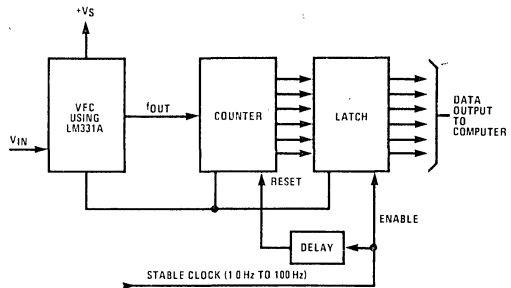 +VS
VFC
USING
LM331A
fOUT
COUNTER
LATCH
DATA
OUTPUT
TO
COMPUTER
VIN
RESET
ENABLE
DELAY
STABLE CLOCK (1 0 Hz TO 100 Hz)